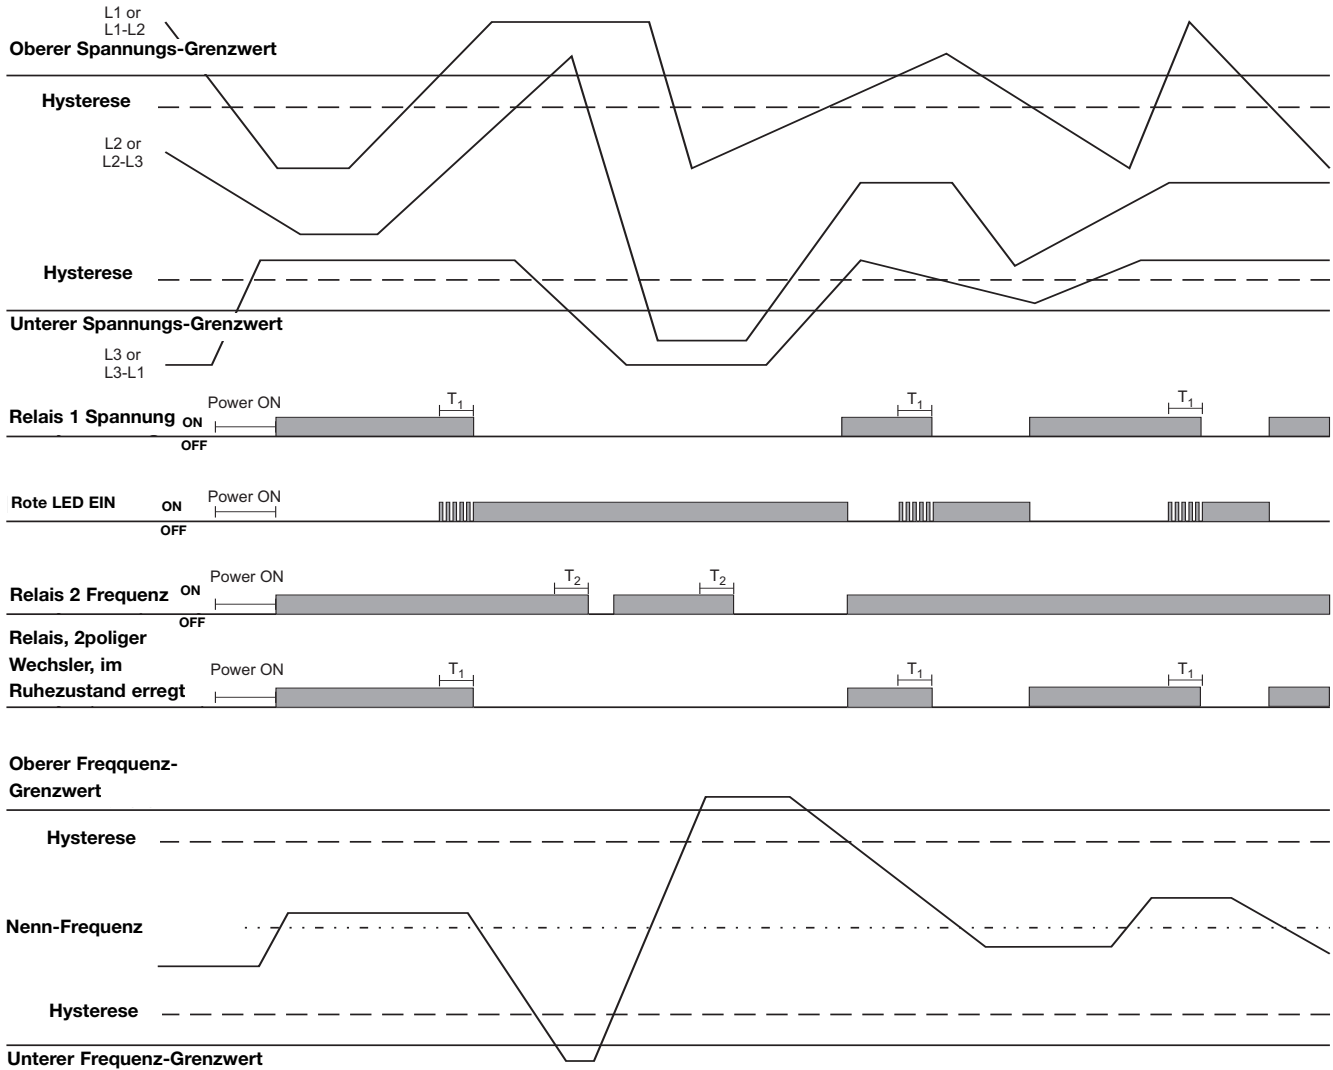 L1 or
L1-L2
Oberer Spannungs-Grenzwert
Hysterese
L2 or
L2-L3
Hysterese
Unterer Spannungs-Grenzwert
L3 or
L3-L1
Power ON
T1
T1
T1
Relais 1 Spannung
ON
OFF
Power ON
Rote LED EIN
ON
OFF
Power ON
T2
T2
Relais 2 Frequenz
ON
OFF
Relais, 2poliger
Wechsler, im
Ruhezustand erregt
Power ON
T1
T1
T1
Oberer Freqquenz-
Grenzwert
Hysterese
Nenn-Frequenz
Hysterese
Unterer Frequenz-Grenzwert